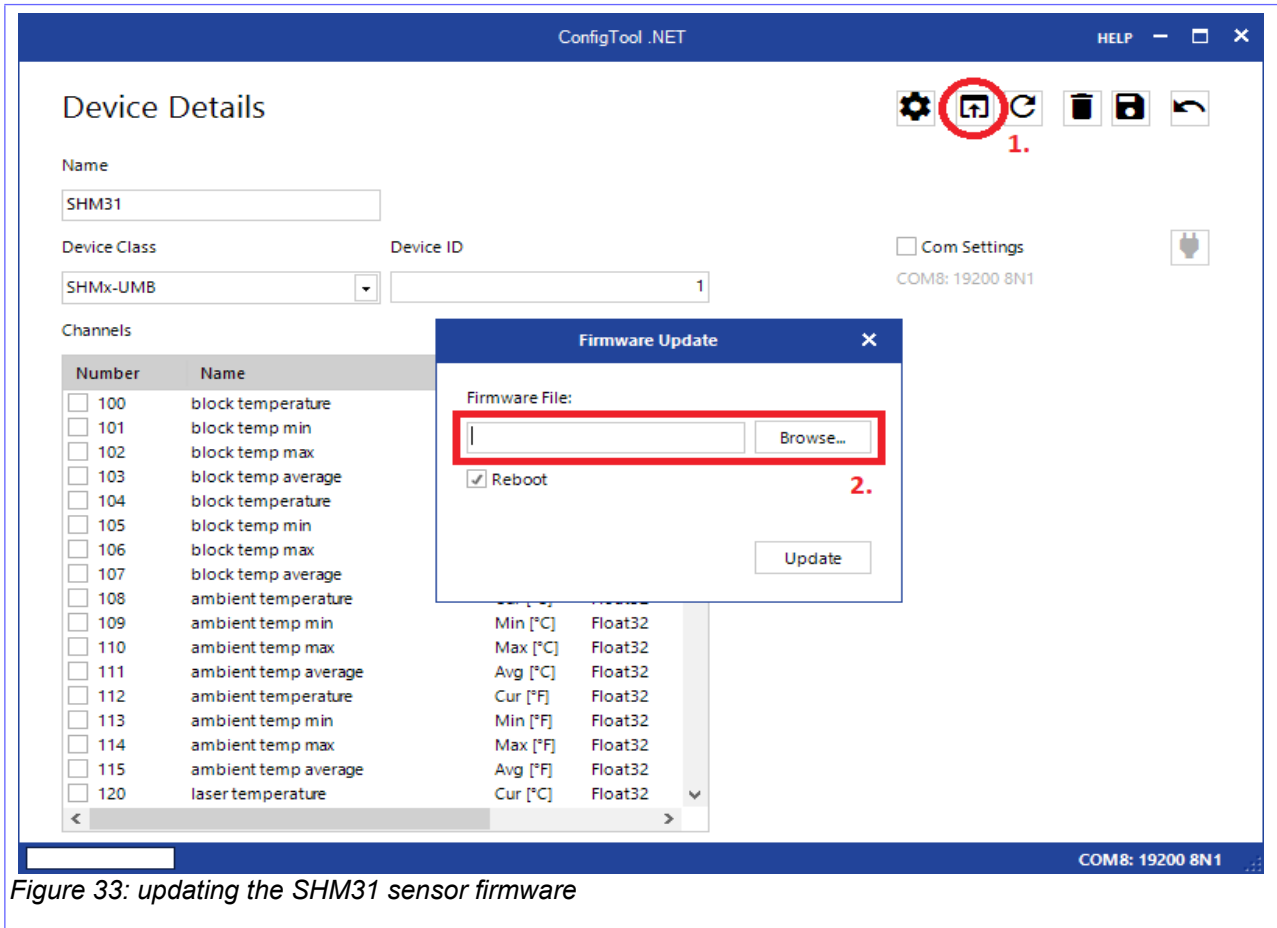 ConfigTool .NET
HELP
Device Details
1.
Name
SHM31
Device Class Device ID
Com Settings
SHMx-UMB 1
COM8: 19200 8N1
Channels
Number Name
100 block temperature
101 block temp min
102 block temp max
103 block temp average
104 block temperature
105 block temp min
106 block temp max
107 block temp average
108 ambient temperature
109 ambient temp min Min [°C] Float32
110 ambient temp max Max [°C] Float32
111 ambient temp average Avg [°C] Float32
112 ambient temperature Cur [°F] Float32
113 ambient temp min Min [°F] Float32
114 ambient temp max Max [°F] Float32
115 ambient temp average Avg [°F] Float32
120 laser temperature Cur [°C] Float32
Firmware Update
Firmware File:
Browse...
Reboot
2.
Update
COM8: 19200 8N1
Figure 33: updating the SHM31 sensor firmware